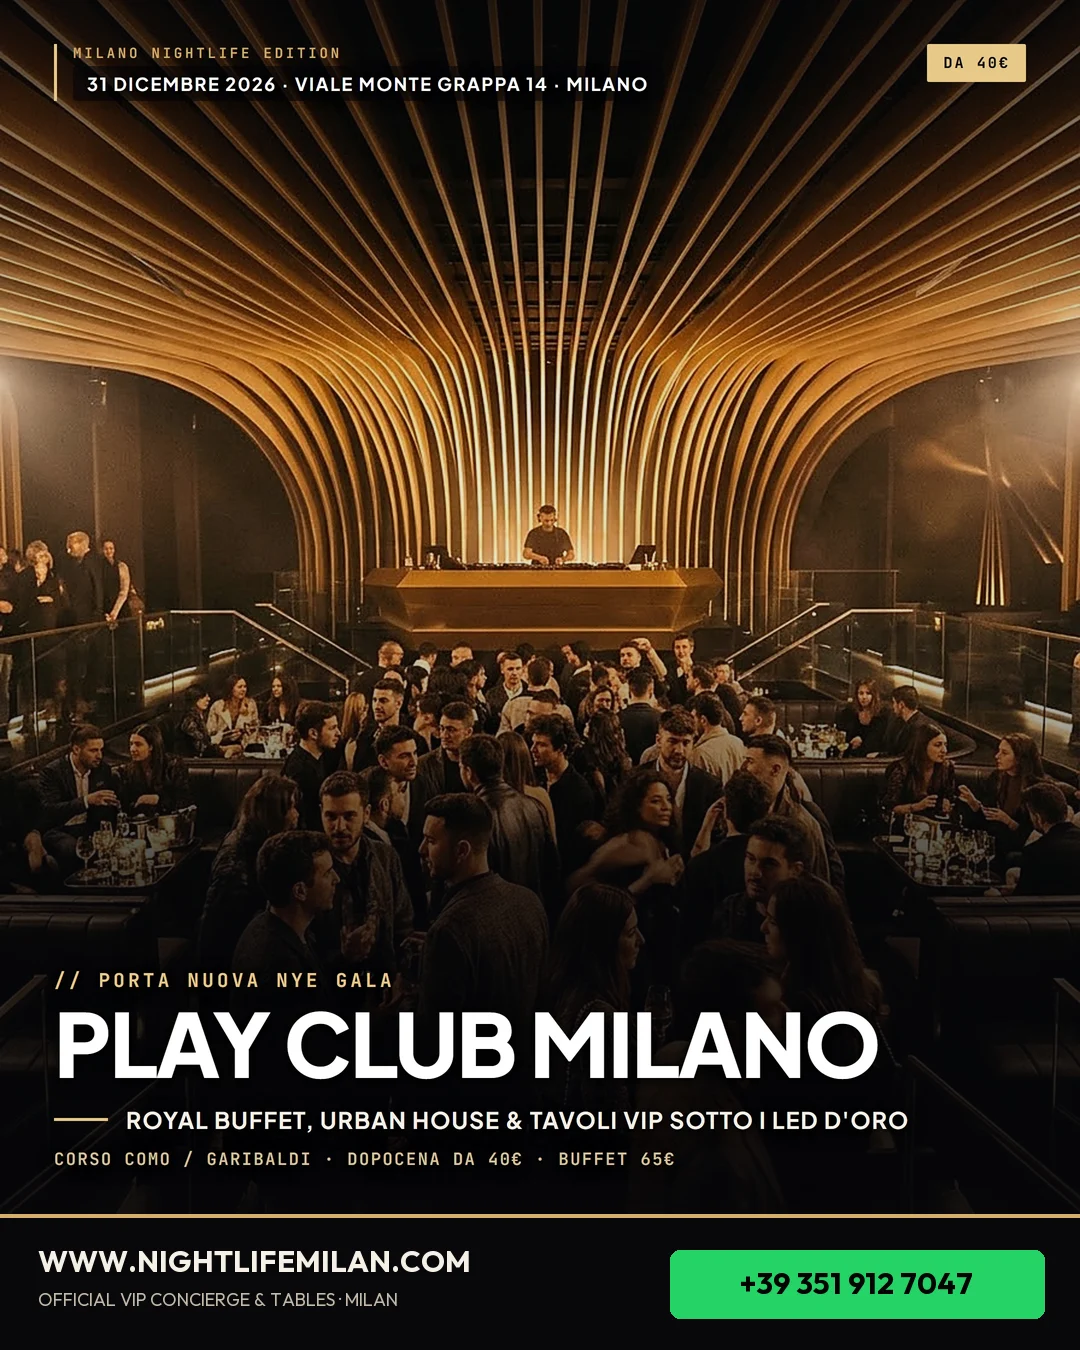 MILANO NIGHTLIFE EDITION
31 DICEMBRE 2026 · VIALE MONTE GRAPPA 14 · MILANO
DA 40€
// PORTA NUOVA NYE GALA
PLAY CLUB MILANO
ROYAL BUFFET, URBAN HOUSE & TAVOLI VIP SOTTO I LED D'ORO
CORSO COMO / GARIBALDI · DOPOCENA DA 40€ · BUFFET 65€
WWW.NIGHTLIFEMILAN.COM
OFFICIAL VIP CONCIERGE & TABLES · MILAN
+39 351 912 7047